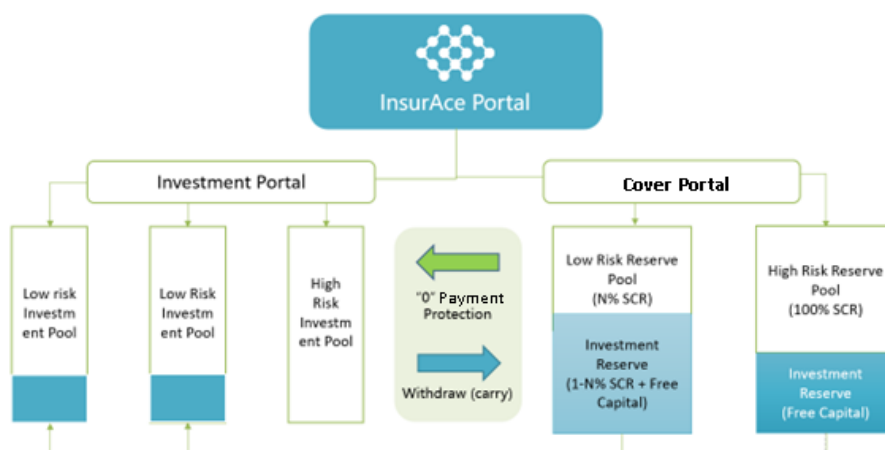 InsurAce Portal
Investment Portal
Cover Portal
Low risk
Investm
ent Pool
Low Risk
Investm
ent Pool
High
Risk
Investm
ent Pool
"0" Payment
Protection
Withdraw (carry)
Low Risk Reserve
Pool
(N% SCR)
Investment
Reserve
(1-N% SCR + Free
Capital)
High Risk Reserve
Pool
(100% SCR)
Investment
Reserve
(Free Capital)